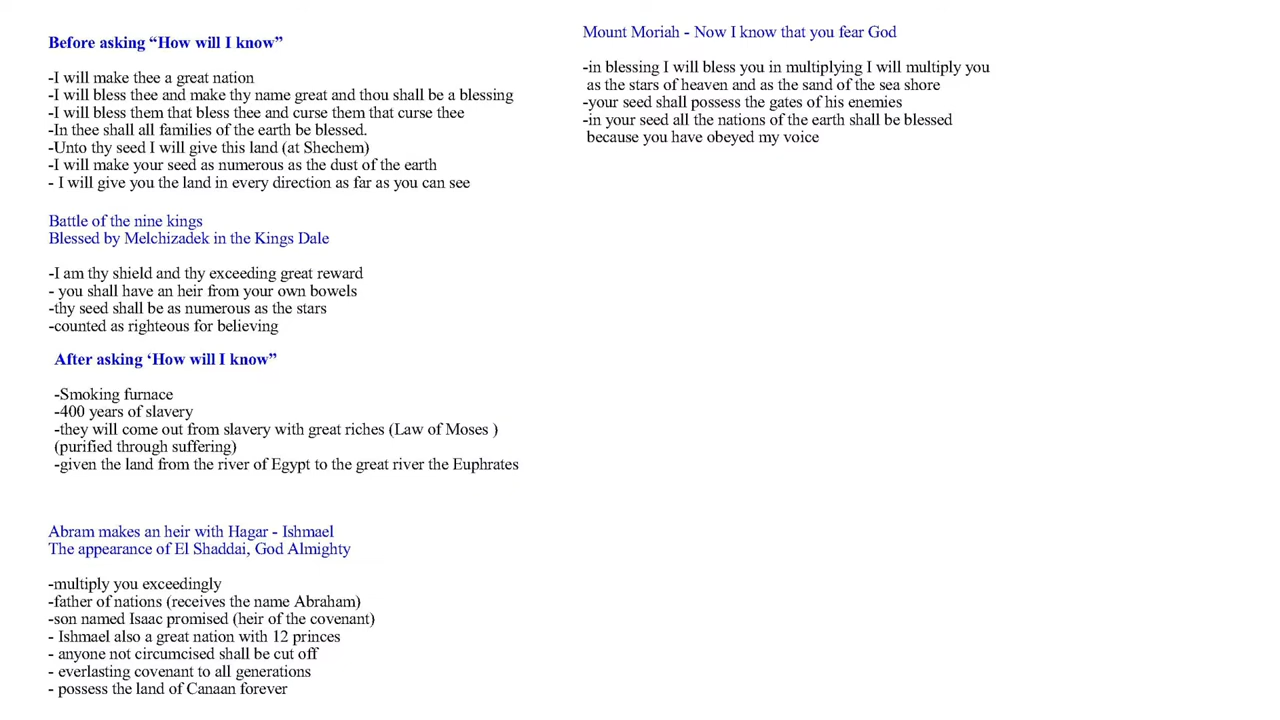 Before asking “How will I know”
-I will make thee a great nation
-I will bless thee and make thy name great and thou shall be a blessing
-I will bless them that bless thee and curse them that curse thee
-In thee shall all families of the earth be blessed.
-Unto thy seed I will give this land (at Shechem)
-I will make your seed as numerous as the dust of the earth
- I will give you the land in every direction as far as you can see
Battle of the nine kings
Blessed by Melchizadek in the Kings Dale
-I am thy shield and thy exceeding great reward
- you shall have an heir from your own bowels
-thy seed shall be as numerous as the stars
-counted as righteous for believing
After asking ‘How will I know”
-Smoking furnace
-400 years of slavery
-they will come out from slavery with great riches (Law of Moses )
(purified through suffering)
-given the land from the river of Egypt to the great river the Euphrates
Abram makes an heir with Hagar - Ishmael
The appearance of El Shaddai, God Almighty
-multiply you exceedingly
-father of nations (receives the name Abraham)
-son named Isaac promised (heir of the covenant)
- Ishmael also a great nation with 12 princes
- anyone not circumcised shall be cut off
- everlasting covenant to all generations
- possess the land of Canaan forever
Mount Moriah - Now I know that you fear God
-in blessing I will bless you in multiplying I will multiply you
as the stars of heaven and as the sand of the sea shore
-your seed shall possess the gates of his enemies
-in your seed all the nations of the earth shall be blessed
because you have obeyed my voice